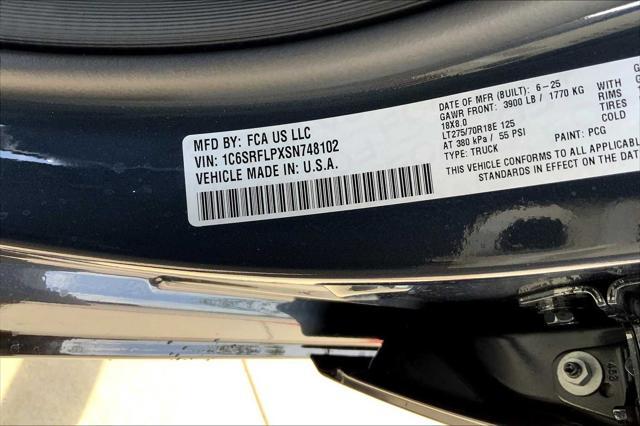 MFD BY: FCA US LLC
VIN: 1C6SRFLPXSN748102
VEHICLE MADE IN: U.S.A.
DATE OF MFR (BUILT): 6-25
GAWR FRONT: 3900 LB / 1770 KG WITH
18X8.0 RIMS
LT275/70R18E 125 TIRES
AT 380 kPa / 55 PSI COLD
TYPE: TRUCK PAINT: PCG
THIS VEHICLE CONFORMS TO ALL APPLICABL
STANDARDS IN EFFECT ON THE DA